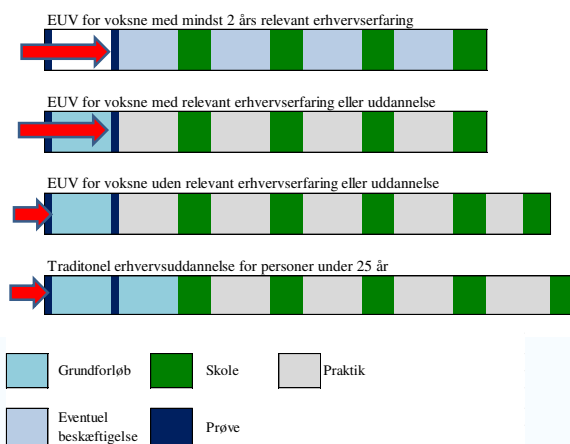 EUV for voksne med mindst 2 års relevant erhvervserfaring
EUV for voksne med relevant erhvervserfaring eller uddannelse
EUV for voksne uden relevant erhvervserfaring eller uddannelse
Traditonel erhvervsuddannelse for personer under 25 år
Grundforløb
Skole
Praktik
Eventuel
beskæftigelse
Prøve